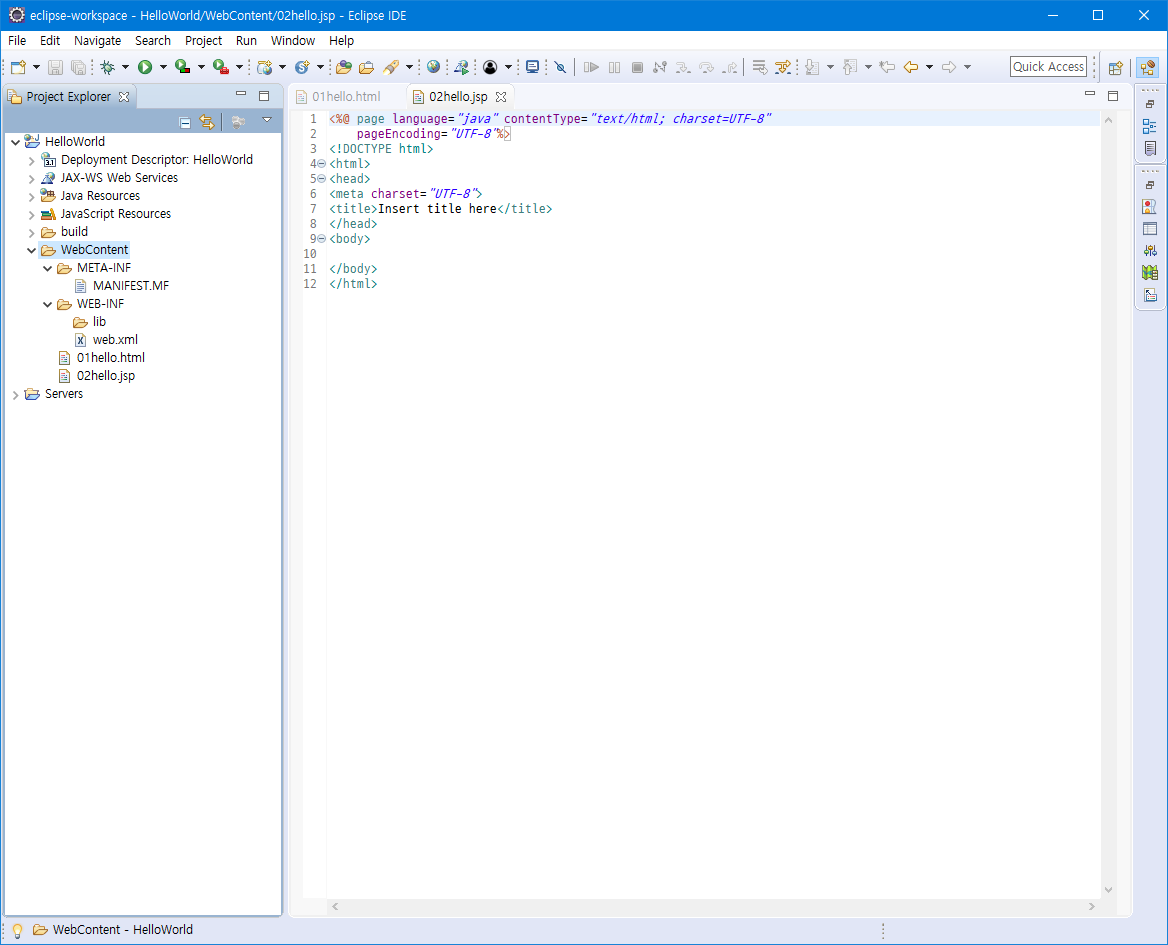 eclipse-workspace - HelloWorld/WebContent/02hello.jsp - Eclipse IDE
File Edit Navigate Search Project Run Window Help
Quick Access
Project Explorer
HelloWorld
3.1 Deployment Descriptor: HelloWorld
JAX-WS Web Services
Java Resources
JavaScript Resources
build
WebContent
META-INF
MANIFEST.MF
WEB-INF
lib
web.xml
01hello.html
02hello.jsp
Servers
01hello.html 02hello.jsp
1 <%@ page language="java" contentType="text/html; charset=UTF-8"
2 pageEncoding="UTF-8"%>
3 <!DOCTYPE html>
4 <html>
5 <head>
6 <meta charset="UTF-8">
7 <title>Insert title here</title>
8 </head>
9 <body>
10
11 </body>
12 </html>
WebContent - HelloWorld